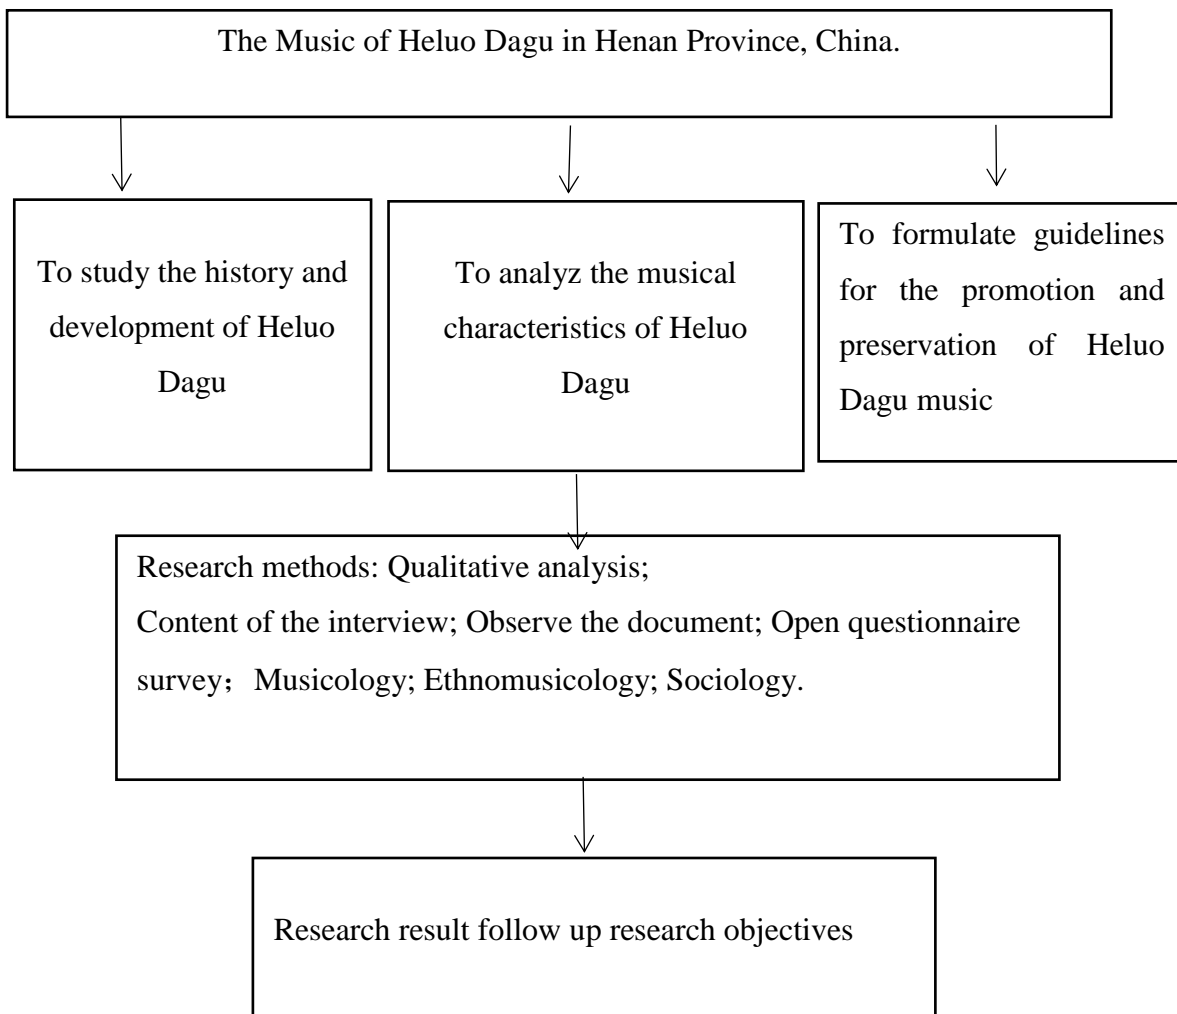 The Music of Heluo Dagu in Henan Province, China.
To study the history and
development of Heluo
Dagu
To analyz the musical
characteristics of Heluo
Dagu
To formulate guidelines
for the promotion and
preservation of Heluo
Dagu music
Research methods: Qualitative analysis;
Content of the interview; Observe the document; Open questionnaire
survey；Musicology; Ethnomusicology; Sociology.
Research result follow up research objectives